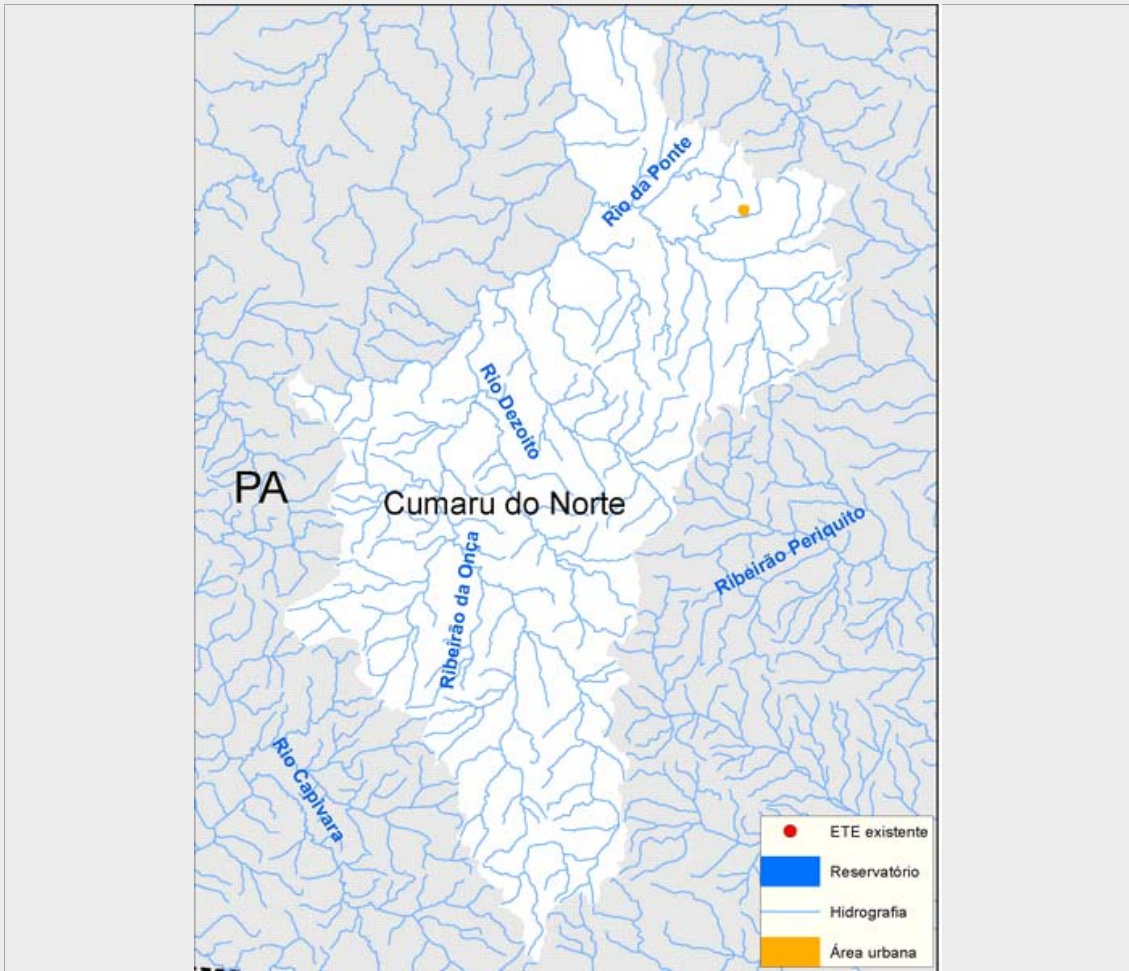 Rio da Ponte
Rio Dezoito
PA
Cumaru do Norte
Ribeirão Periquito
Ribeirão da Onça
Rio Capivara
ETE existente
Reservatório
Hidrografia
Área urbana